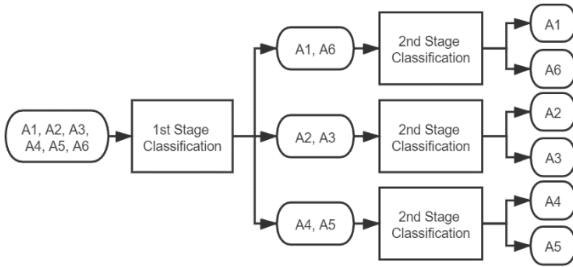 A1, A2, A3,
A4, A5, A6
1st Stage
Classification
A1, A6
2nd Stage
Classification
A1
A6
A2, A3
2nd Stage
Classification
A2
A3
A4, A5
2nd Stage
Classification
A4
A5